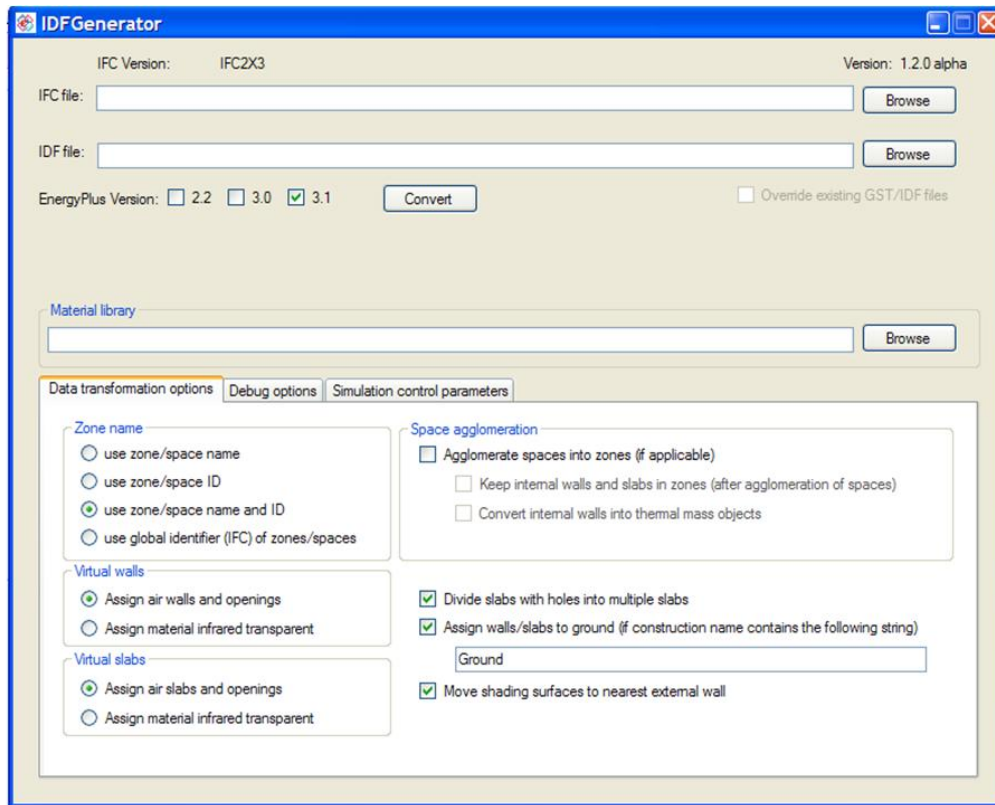 IDFGenerator
IFC Version: IFC2X3 Version: 1.2.0 alpha
IFC file: Browse
IDF file: Browse
EnergyPlus Version: 2.2 3.0 3.1 Convert Override existing GST/IDF files
Material library
Browse
Data transformation options Debug options Simulation control parameters
Zone name
use zone/space name
use zone/space ID
use zone/space name and ID
use global identifier (IFC) of zones/spaces
Space agglomeration
Agglomerate spaces into zones (if applicable)
Keep internal walls and slabs in zones (after agglomeration of spaces)
Convert internal walls into thermal mass objects
Virtual walls
Assign air walls and openings
Assign material infrared transparent
Virtual slabs
Assign air slabs and openings
Assign material infrared transparent
Divide slabs with holes into multiple slabs
Assign walls/slabs to ground (if construction name contains the following string)
Ground
Move shading surfaces to nearest external wall